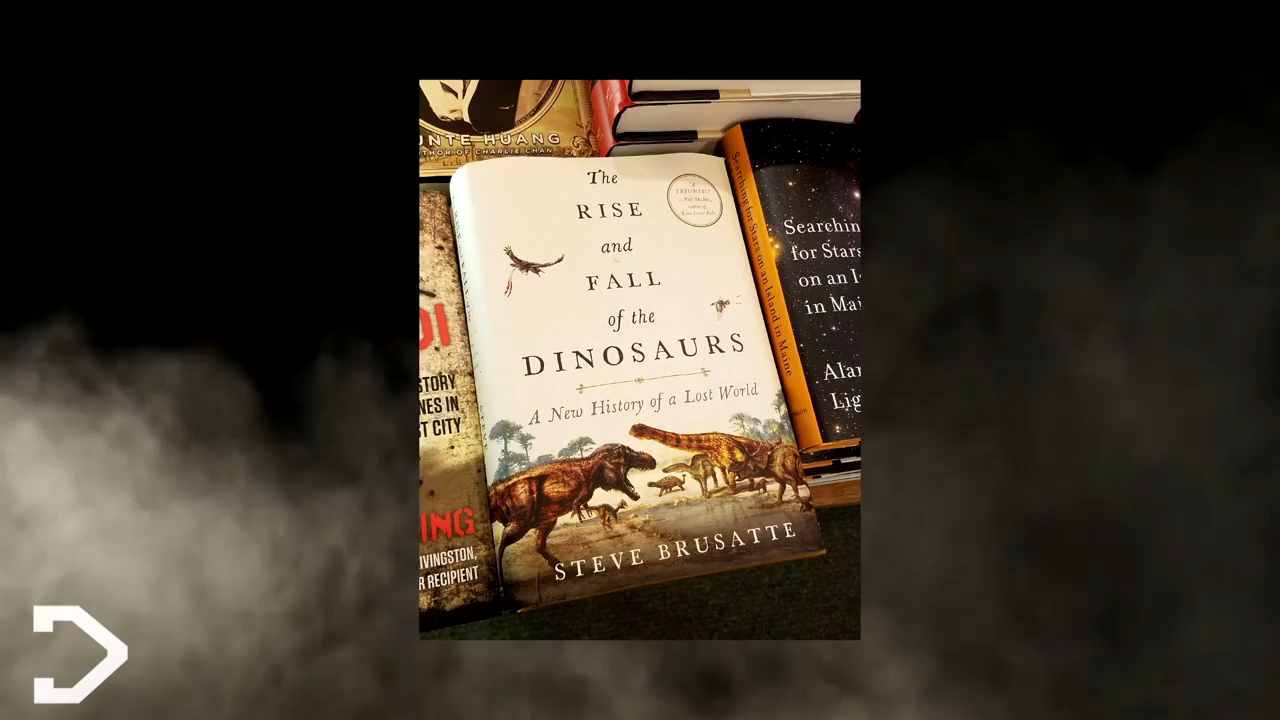 UNTE HUANG
THOR OF CHARLIE CHAN
The
RISE
and
FALL
of the
DINOSAURS
A New History of a Lost World
STEVE BRUSATTE
"A
TRIUMPH."
DI
STORY
NES IN
T CITY
ING
IVINGSTON,
R RECIPIENT
Searching for Stars on an Island in Maine
Searchin
for Stars
on an I
in Mai
Alan
Lig